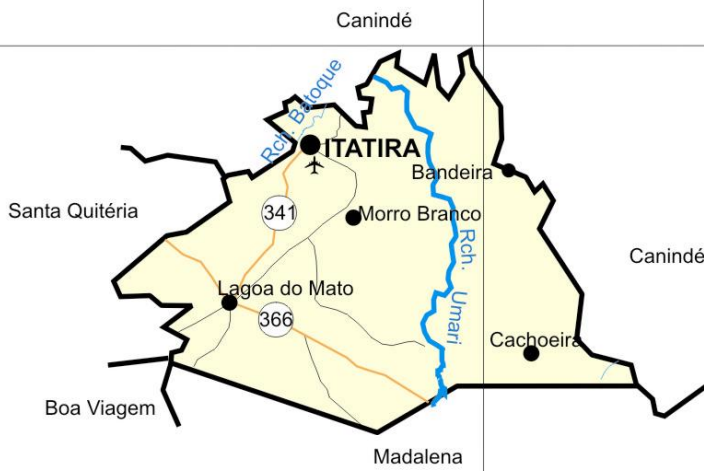 Canindé
Rch. Batoque
ITATIRA
Bandeira
Santa Quitéria
341
Morro Branco
Rch. Umari
Canindé
Lagoa do Mato
366
Cachoeira
Boa Viagem
Madalena